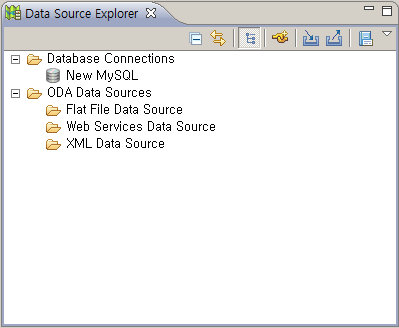 Data Source Explorer
Database Connections
New MySQL
ODA Data Sources
Flat File Data Source
Web Services Data Source
XML Data Source